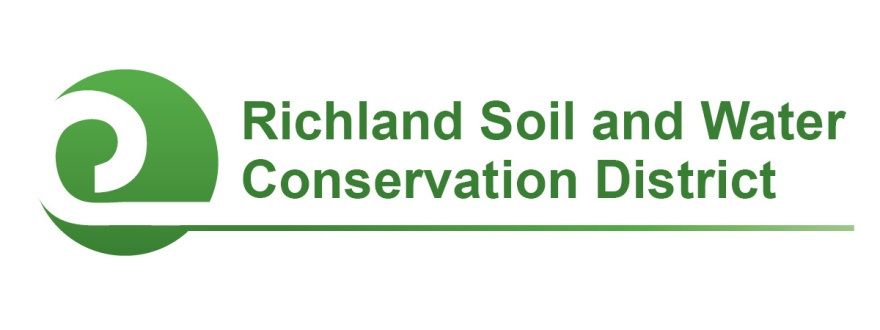 Richland Soil and Water
Conservation District